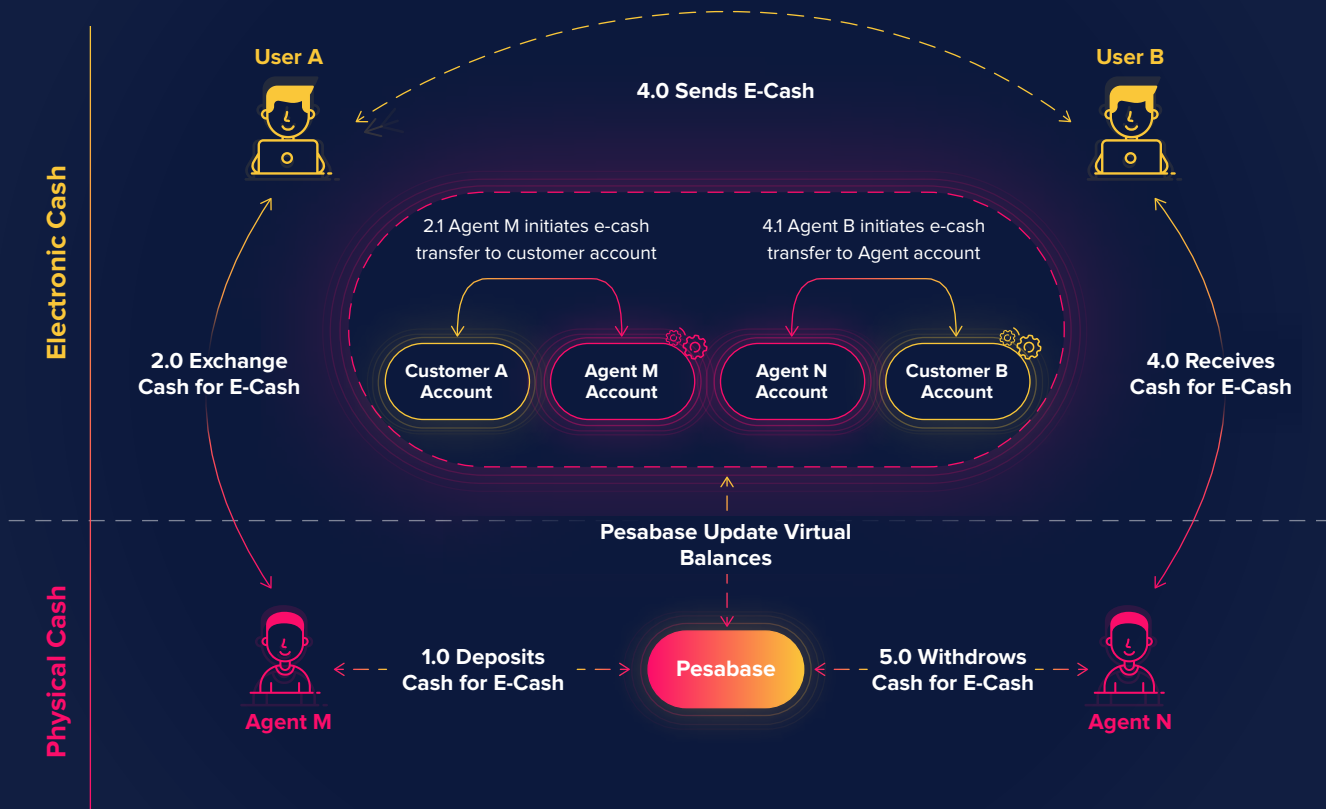 User A
User B
4.0 Sends E-Cash
Electronic Cash
2.1 Agent M initiates e-cash
transfer to customer account
4.1 Agent B initiates e-cash
transfer to Agent account
2.0 Exchange
Cash for E-Cash
Customer A
Account
Agent M
Account
Agent N
Account
Customer B
Account
4.0 Receives
Cash for E-Cash
Pesabase Update Virtual
Balances
Physical Cash
1.0 Deposits
Cash for E-Cash
Pesabase
5.0 Withdrows
Cash for E-Cash
Agent M
Agent N